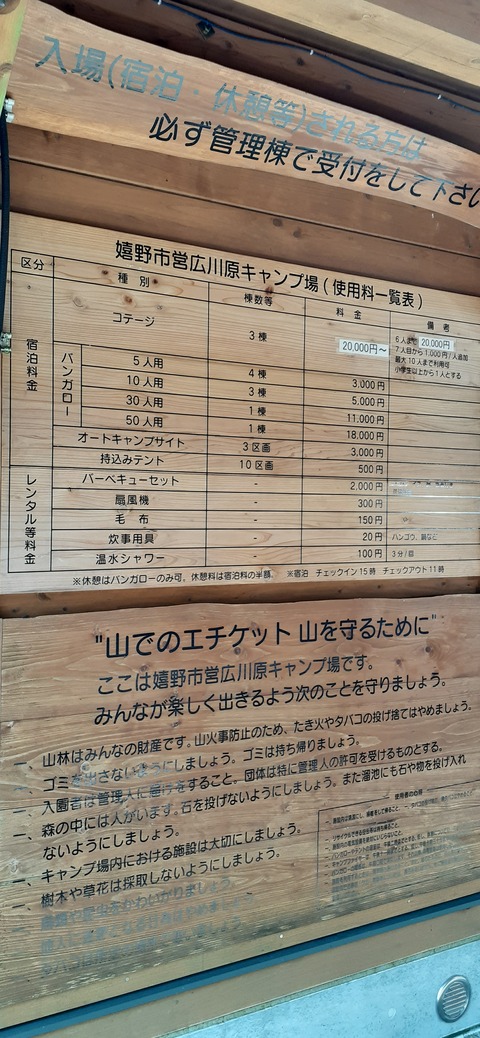 入場(宿泊・休憩等)される方は
必ず管理棟で受付をして下さい
嬉野市営広川原キャンプ場(使用料一覧表)
区分 種別 棟数等 料金 備考
宿泊料金
コテージ 3棟 20,000円～ 6人まで 20,000円
7人目から1,000円/人追加
最大10人まで利用可
小学生以上から1人とする
バンガロー
5人用 4棟 3,000円
10人用 3棟 5,000円
30人用 1棟 11,000円
50人用 1棟 18,000円
オートキャンプサイト 3区画 3,000円
持込みテント 10区画 500円
レンタル等料金
バーベキューセット - 2,000円
扇風機 - 300円
毛布 - 150円
炊事用具 - 20円 ハンゴウ、鍋など
温水シャワー - 100円 3分/回
※休憩はバンガローのみ可。休憩料は宿泊料の半額。 ※宿泊 チェックイン15時 チェックアウト11時
"山でのエチケット 山を守るために"
ここは嬉野市営広川原キャンプ場です。
みんなが楽しく出きるよう次のことを守りましょう。
一、山林はみんなの財産です。山火事防止のため、たき火やタバコの投げ捨てはやめましょう。
一、ゴミを出さないようにしましょう。ゴミは持ち帰りましょう。
一、入園者は管理人に届けをすること。団体は特に管理人の許可を受けるものとする。
一、森の中には人がいます。石を投げないようにしましょう。また溜池にも石や物を投げ入れ
ないようにしましょう。
一、キャンプ場内における施設は大切にしましょう。
一、樹木や草花は採取しないようにしましょう。
使用者の心得